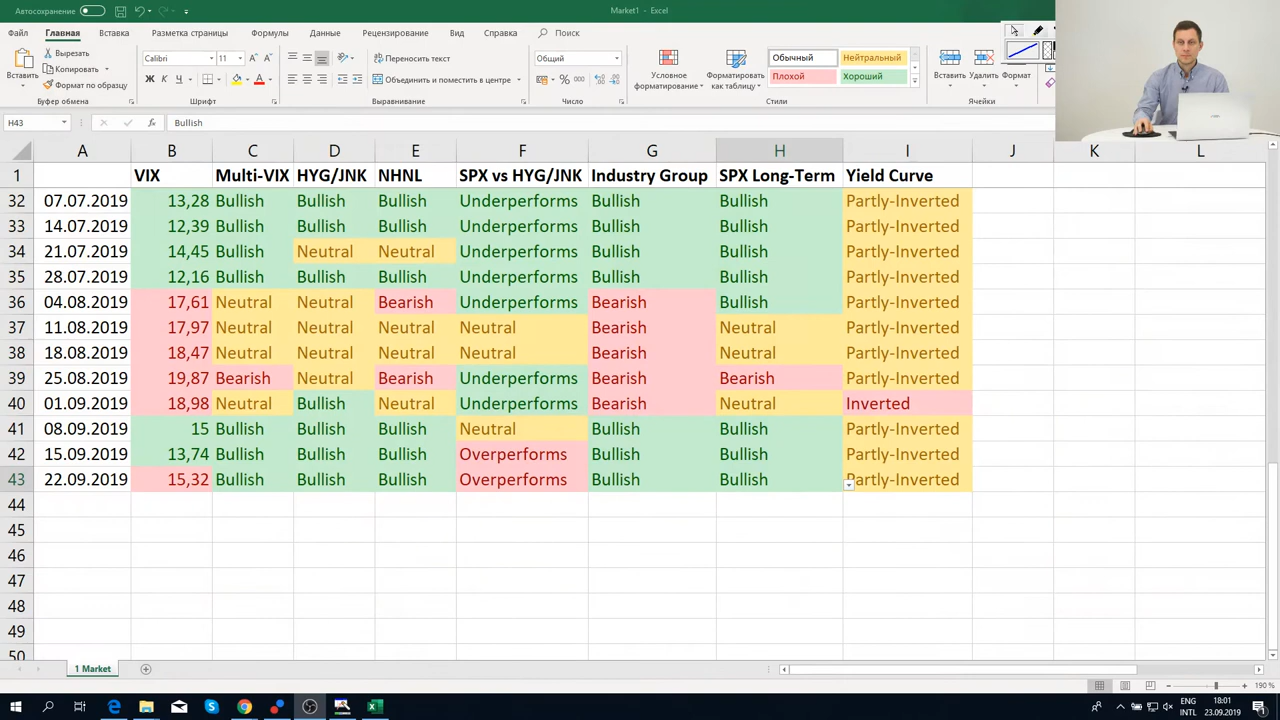 Автосохранение
Market1 - Excel
Файл Главная Вставка Разметка страницы Формулы Данные Рецензирование Вид Справка Поиск
Вставить
Вырезать
Копировать
Формат по образцу
Буфер обмена
Calibri 11
Ж К Ч
Шрифт
Переносить текст
Объединить и поместить в центре
Выравнивание
Общий
Число
Условное форматирование
Форматировать как таблицу
Обычный Нейтральный
Плохой Хороший
Стили
Вставить Удалить Формат
Ячейки
H43 fx Bullish
A B C D E F G H I J K L
1 VIX Multi-VIX HYG/JNK NHNL SPX vs HYG/JNK Industry Group SPX Long-Term Yield Curve
32 07.07.2019 13,28 Bullish Bullish Bullish Underperforms Bullish Bullish Partly-Inverted
33 14.07.2019 12,39 Bullish Bullish Bullish Underperforms Bullish Bullish Partly-Inverted
34 21.07.2019 14,45 Bullish Neutral Neutral Underperforms Bullish Bullish Partly-Inverted
35 28.07.2019 12,16 Bullish Bullish Bullish Underperforms Bullish Bullish Partly-Inverted
36 04.08.2019 17,61 Neutral Neutral Bearish Underperforms Bearish Bullish Partly-Inverted
37 11.08.2019 17,97 Neutral Neutral Neutral Neutral Bearish Neutral Partly-Inverted
38 18.08.2019 18,47 Neutral Neutral Neutral Neutral Bearish Neutral Partly-Inverted
39 25.08.2019 19,87 Bearish Neutral Bearish Underperforms Bearish Bearish Partly-Inverted
40 01.09.2019 18,98 Neutral Bullish Neutral Underperforms Bearish Neutral Inverted
41 08.09.2019 15 Bullish Bullish Bullish Neutral Bullish Bullish Partly-Inverted
42 15.09.2019 13,74 Bullish Bullish Bullish Overperforms Bullish Bullish Partly-Inverted
43 22.09.2019 15,32 Bullish Bullish Bullish Overperforms Bullish Bullish Partly-Inverted
44
45
46
47
48
49
50
1 Market
190 %
ENG 18:01
INTL 23.09.2019